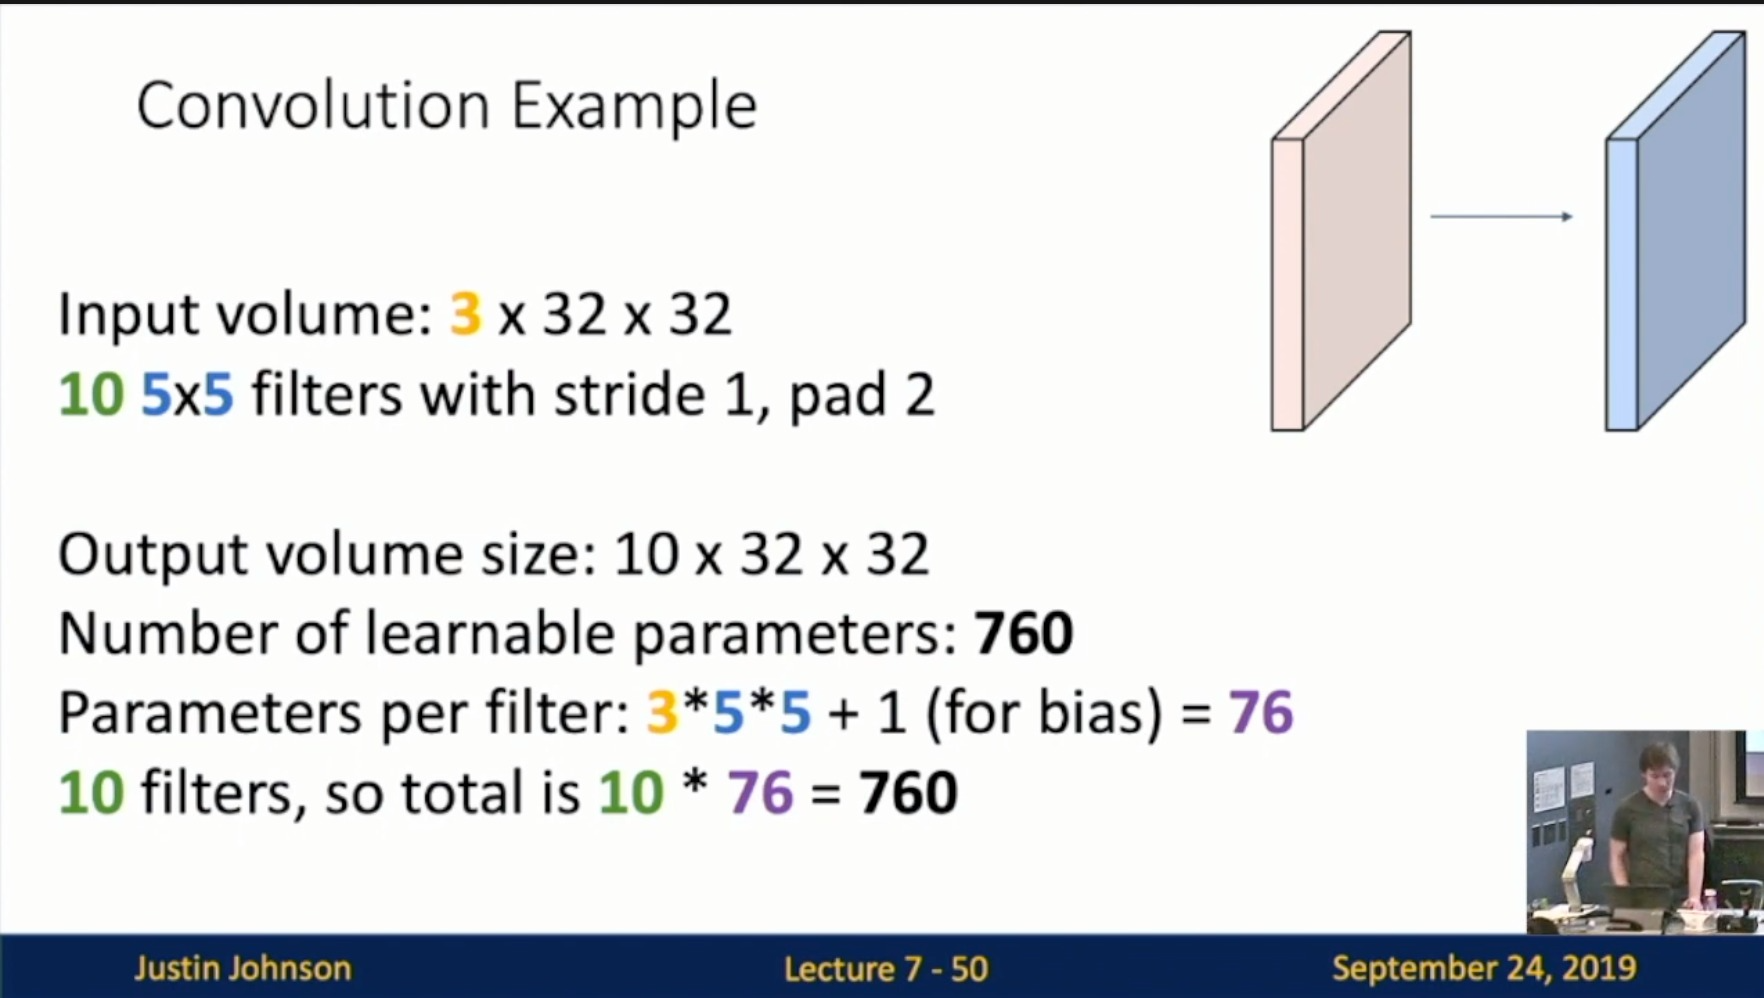 Convolution Example
Input volume: 3 x 32 x 32
10 5x5 filters with stride 1, pad 2
Output volume size: 10 x 32 x 32
Number of learnable parameters: 760
Parameters per filter: 3*5*5 + 1 (for bias) = 76
10 filters, so total is 10 * 76 = 760
Justin Johnson
Lecture 7 - 50
September 24, 2019